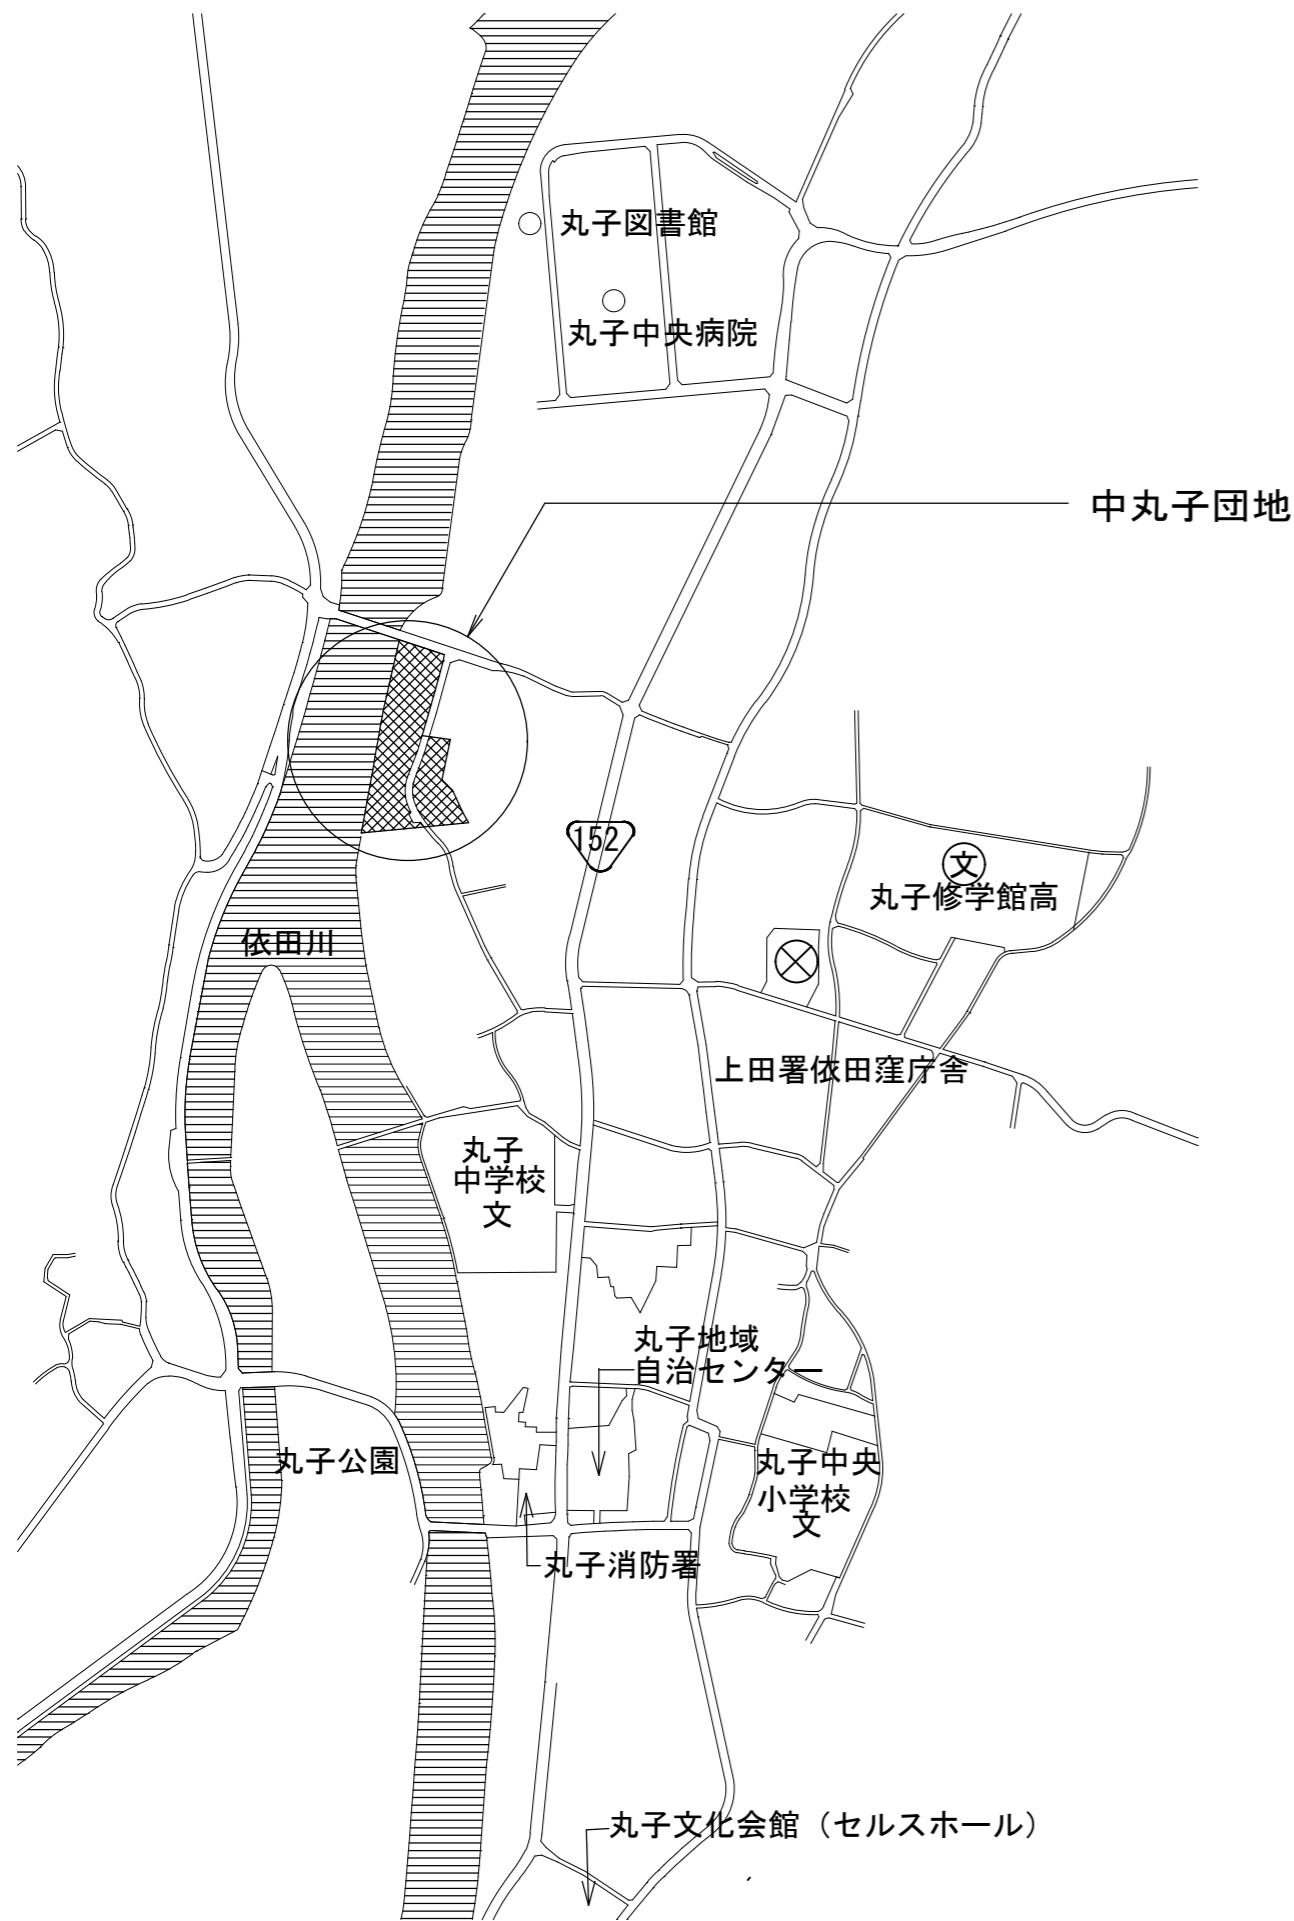 丸子図書館
丸子中央病院
中丸子団地
152
文
丸子修学館高
依田川
上田署依田窪庁舎
丸子
中学校
文
丸子地域
自治センター
丸子公園
丸子中央
小学校
文
丸子消防署
丸子文化会館（セルスホール）